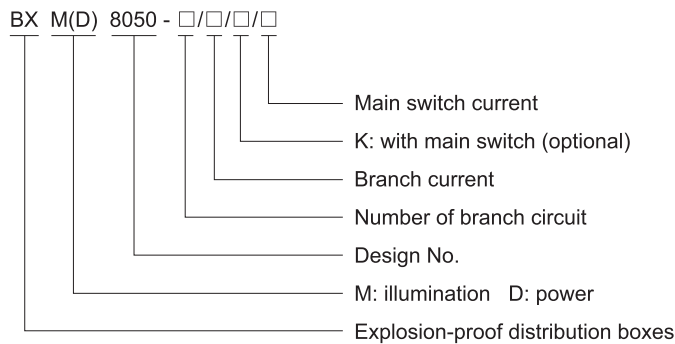 BX M(D) 8050 - □/□/□/□
Main switch current
K: with main switch (optional)
Branch current
Number of branch circuit
Design No.
M: illumination D: power
Explosion-proof distribution boxes